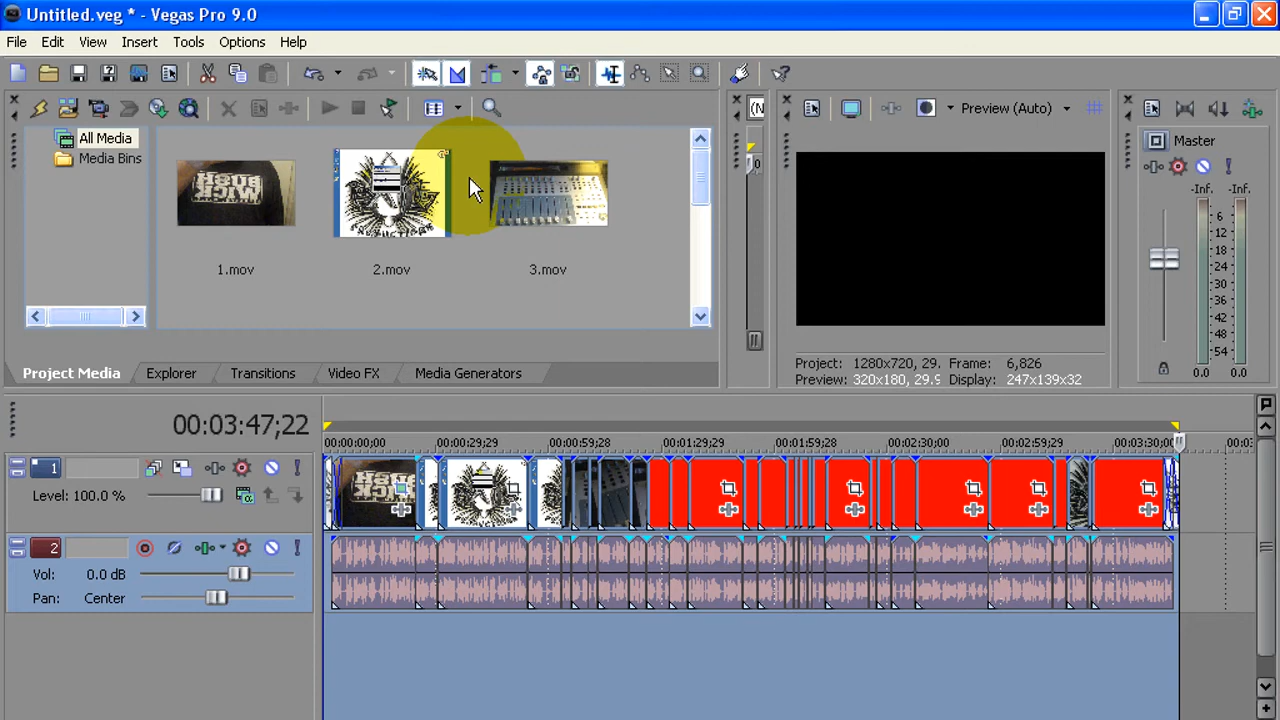 Untitled.veg * - Vegas Pro 9.0
File Edit View Insert Tools Options Help
(N Preview (Auto)
All Media
Media Bins
Master
-Inf. -Inf.
0
6
12
18
24
30
36
42
48
54
0.0 0.0
1.mov 2.mov 3.mov
Project: 1280x720, 29. Frame: 6,826
Preview: 320x180, 29.9 Display: 247x139x32
Project Media Explorer Transitions Video FX Media Generators
00:03:47;22
00:00:00;00 00:00:29;29 00:00:59;28 00:01:29;29 00:01:59;28 00:02:30;00 00:02:59;29 00:03:30;00 00:0
1
Level: 100.0 %
2
Vol: 0.0 dB
Pan: Center